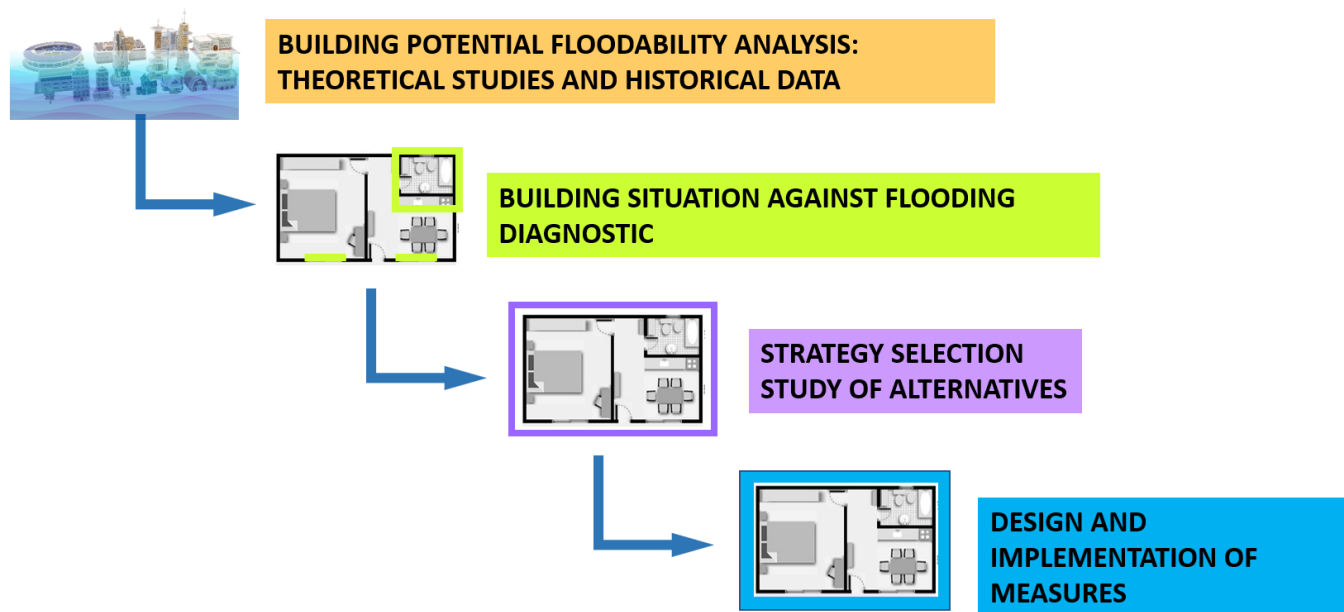 BUILDING POTENTIAL FLOODABILITY ANALYSIS:
THEORETICAL STUDIES AND HISTORICAL DATA
BUILDING SITUATION AGAINST FLOODING
DIAGNOSTIC
STRATEGY SELECTION
STUDY OF ALTERNATIVES
DESIGN AND
IMPLEMENTATION OF
MEASURES